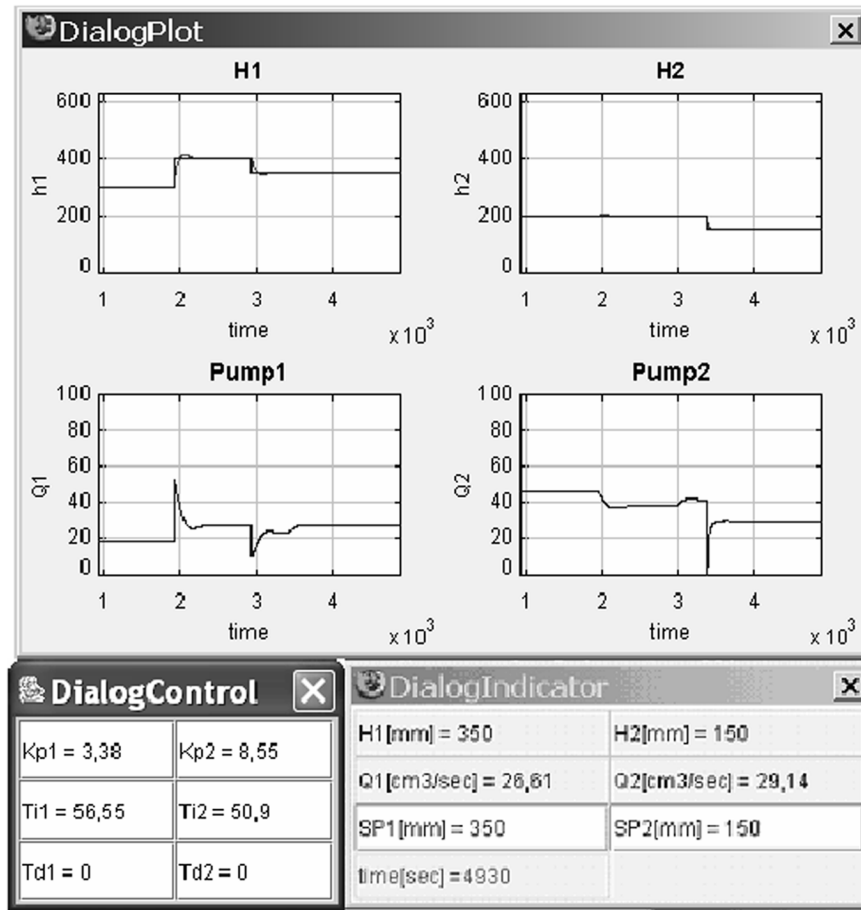 DialogPlot
H1
600
400
200
0
h1
1 2 3 4
time
x 10³
H2
600
400
200
0
h2
1 2 3 4
time
x 10³
Pump1
100
80
60
40
20
0
Q1
1 2 3 4
time
x 10³
Pump2
100
80
60
40
20
0
Q2
1 2 3 4
time
x 10³
DialogControl
Kp1 = 3,38 Kp2 = 8,55
Ti1 = 56,55 Ti2 = 50,9
Td1 = 0 Td2 = 0
DialogIndicator
H1[mm] = 350 H2[mm] = 150
Q1[cm3/sec] = 26,61 Q2[cm3/sec] = 29,14
SP1[mm] = 350 SP2[mm] = 150
time[sec] =4930